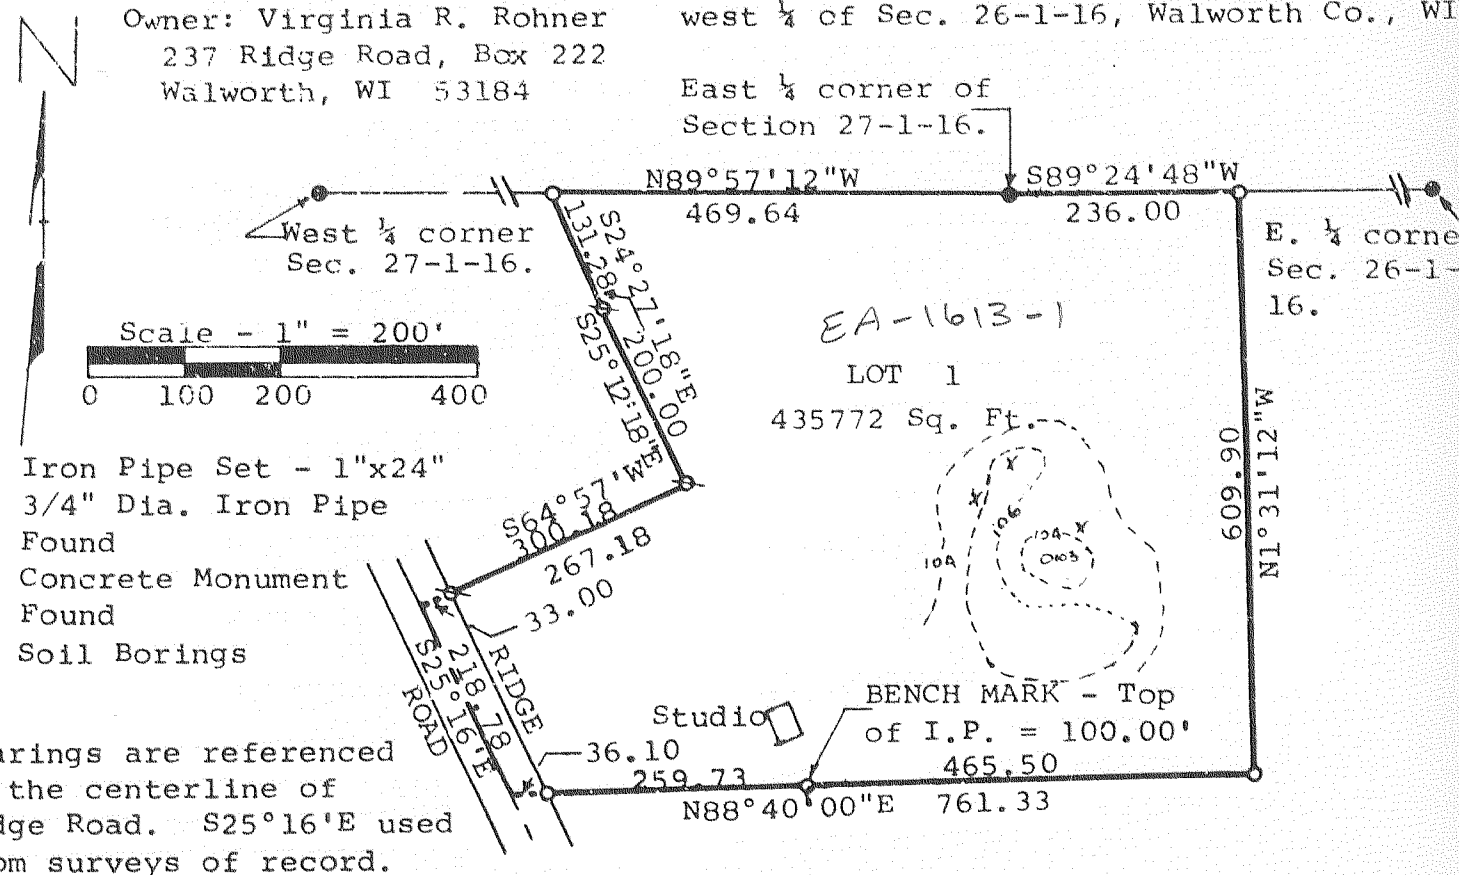 N
Owner: Virginia R. Rohner
237 Ridge Road, Box 222
Walworth, WI 53184
west ¼ of Sec. 26-1-16, Walworth Co., WI
East ¼ corner of
Section 27-1-16.
N89°57'12"W
469.64
S89°24'48"W
236.00
West ¼ corner
Sec. 27-1-16.
E. ¼ corne
Sec. 26-1-
16.
S24°27'18"E
131.28
S25°12'18"E
200.00
Scale - 1" = 200'
0 100 200 400
EA-1613-1
LOT 1
435772 Sq. Ft.
609.90
N1°31'12"W
Iron Pipe Set - 1"x24"
3/4" Dia. Iron Pipe
Found
Concrete Monument
Found
Soil Borings
S64°57'W
300.18
267.18
33.00
X
X
106
104 X
104
RIDGE
ROAD
218.78
S25°16'E
Studio
36.10
259.73
BENCH MARK - Top
of I.P. = 100.00'
465.50
N88°40'00"E 761.33
arings are referenced
the centerline of
dge Road. S25°16'E used
om surveys of record.